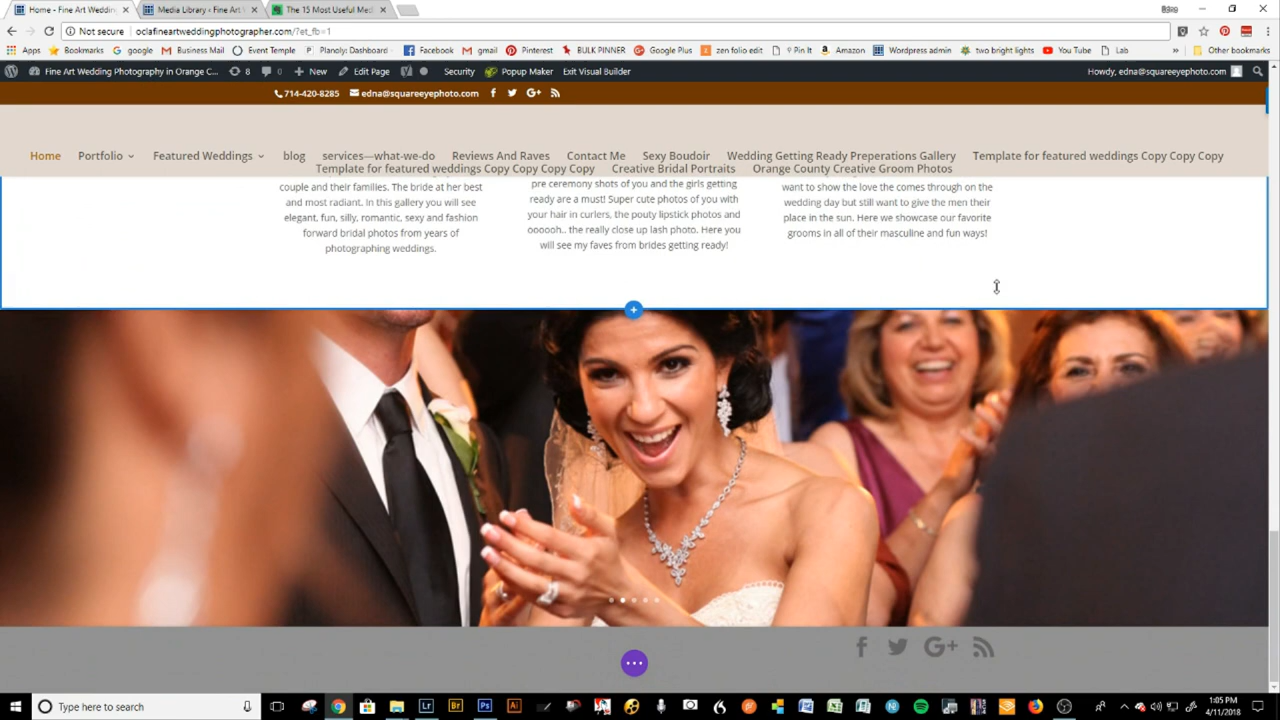 Home - Fine Art Weddin
Media Library ‹ Fine Art W
The 15 Most Useful Med
Edna
Not secure
oclafineartweddingphotographer.com/?et_fb=1
Apps
Bookmarks
google
Business Mail
Event Temple
Planoly: Dashboard
Facebook
gmail
Pinterest
BULK PINNER
Google Plus
zen folio edit
Pin It
Amazon
Wordpress admin
two bright lights
You Tube
Lab
»
Other bookmarks
Fine Art Wedding Photography in Orange C...
8
0
New
Edit Page
Security
Popup Maker
Exit Visual Builder
Howdy, edna@squareeyephoto.com
714-420-8285
edna@squareeyephoto.com
Home
Portfolio
Featured Weddings
blog
services—what-we-do
Reviews And Raves
Contact Me
Sexy Boudoir
Wedding Getting Ready Preperations Gallery
Template for featured weddings Copy Copy Copy
Template for featured weddings Copy Copy Copy Copy
Creative Bridal Portraits
Orange County Creative Groom Photos
couple and their families. The bride at her best
and most radiant. In this gallery you will see
elegant, fun, silly, romantic, sexy and fashion
forward bridal photos from years of
photographing weddings.
pre ceremony shots of you and the girls getting
ready are a must! Super cute photos of you with
your hair in curlers, the pouty lipstick photos and
oooooh.. the really close up lash photo. Here you
will see my faves from brides getting ready!
want to show the love the comes through on the
wedding day but still want to give the men their
place in the sun. Here we showcase our favorite
grooms in all of their masculine and fun ways!
Type here to search
Lr
Br
Ps
Ai
1:05 PM
4/11/2018